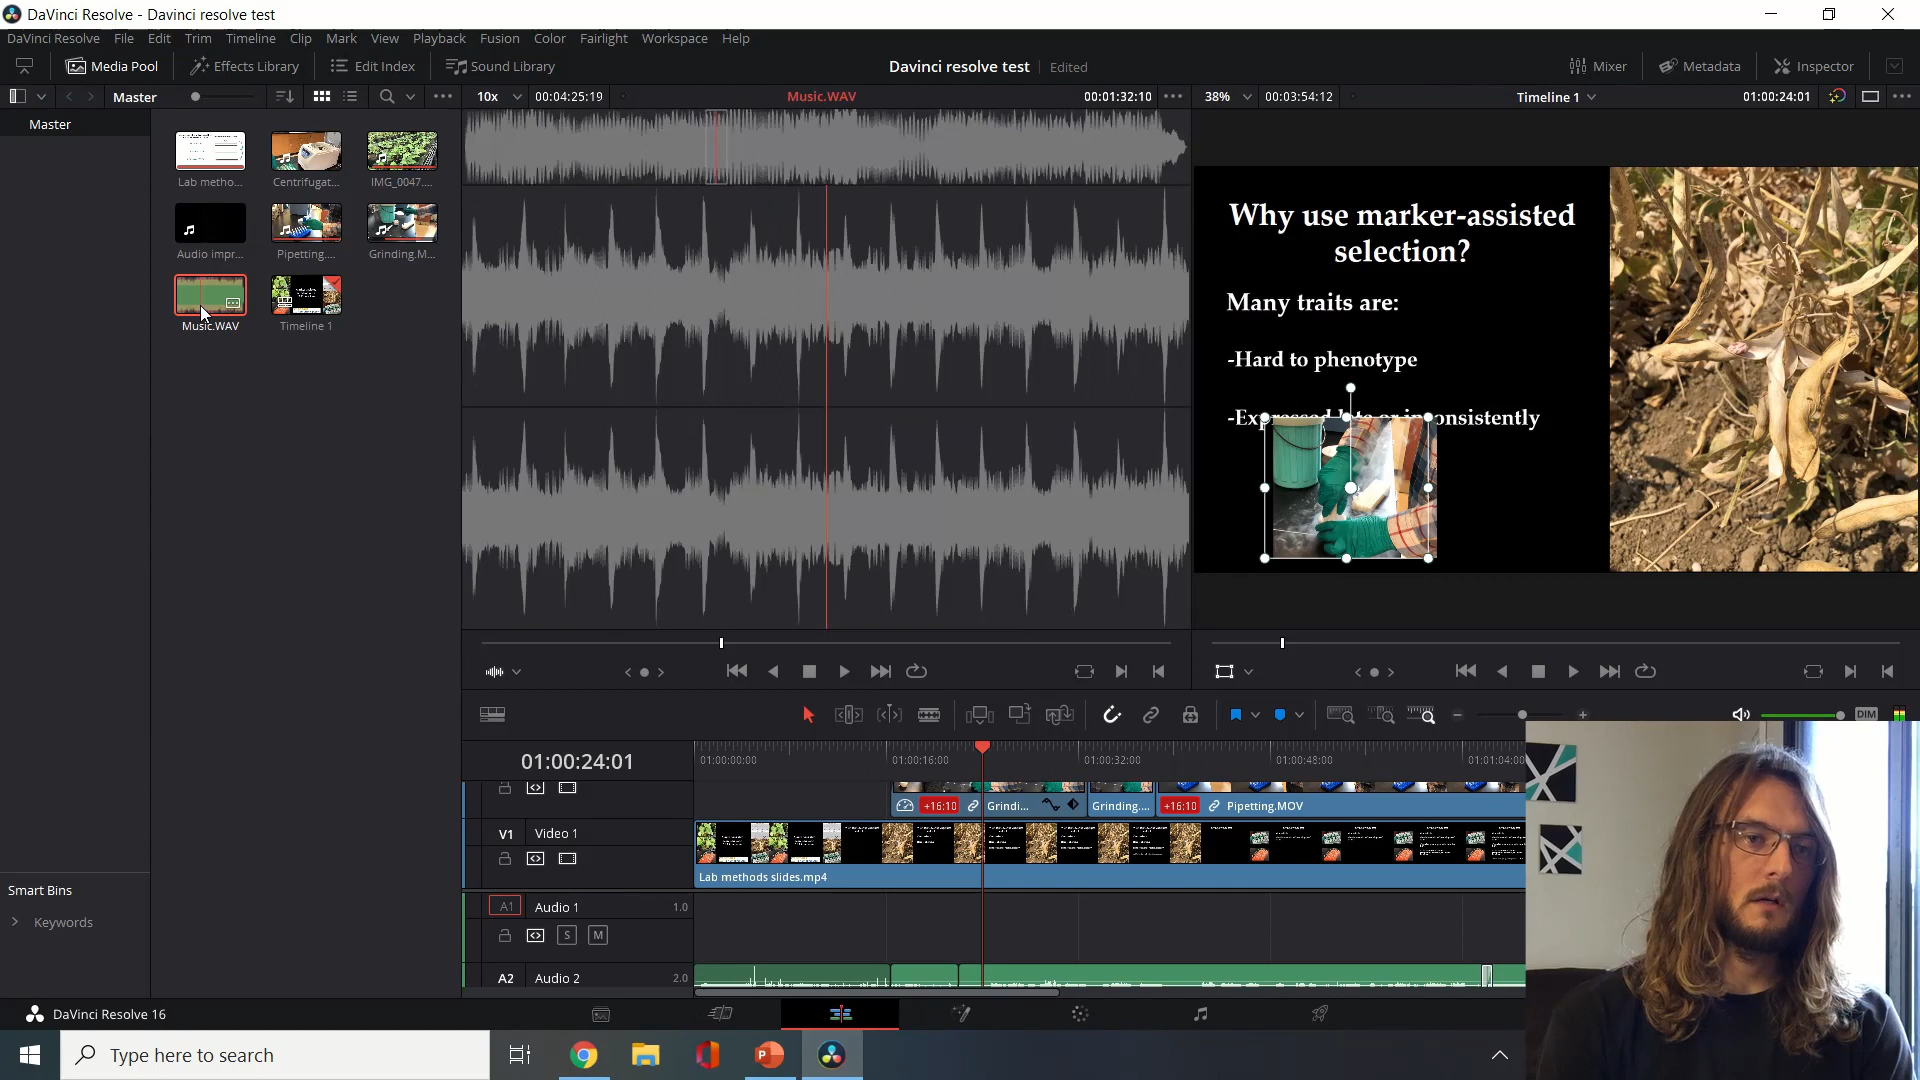 DaVinci Resolve - Davinci resolve test
DaVinci Resolve File Edit Trim Timeline Clip Mark View Playback Fusion Color Fairlight Workspace Help
Media Pool Effects Library Edit Index Sound Library Davinci resolve test Edited Mixer Metadata Inspector
Master 10x 00:04:25:19 Music.WAV 00:01:32:10 38% 00:03:54:12 Timeline 1 01:00:24:01
Master
Lab metho... Centrifugat... IMG_0047....
Audio impr... Pipetting.... Grinding.M...
Music.WAV Timeline 1
Why use marker-assisted
selection?
Many traits are:
-Hard to phenotype
-Expressed late or inconsistently
DIM
01:00:24:01 01:00:00:00 01:00:16:00 01:00:32:00 01:00:48:00 01:01:04:00
+16:10 Grindi... Grinding.... +16:10 Pipetting.MOV
V1 Video 1
Lab methods slides.mp4
A1 Audio 1 1.0
S M
A2 Audio 2 2.0
Smart Bins
Keywords
DaVinci Resolve 16
Type here to search